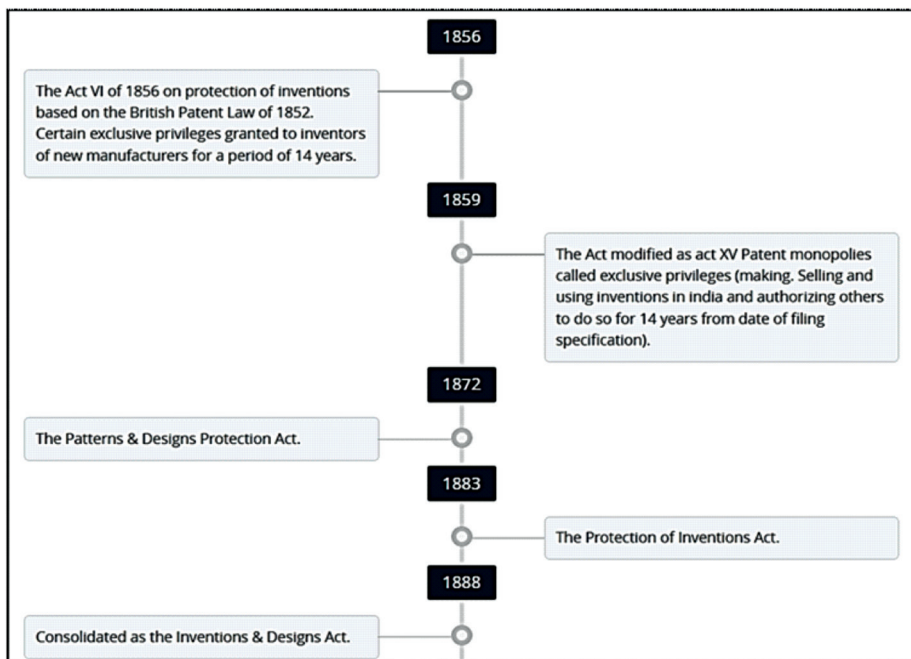 1856
The Act VI of 1856 on protection of inventions
based on the British Patent Law of 1852.
Certain exclusive privileges granted to inventors
of new manufacturers for a period of 14 years.
1859
The Act modified as act XV Patent monopolies
called exclusive privileges (making. Selling and
using inventions in india and authorizing others
to do so for 14 years from date of filing
specification).
1872
The Patterns & Designs Protection Act.
1883
The Protection of Inventions Act.
1888
Consolidated as the Inventions & Designs Act.